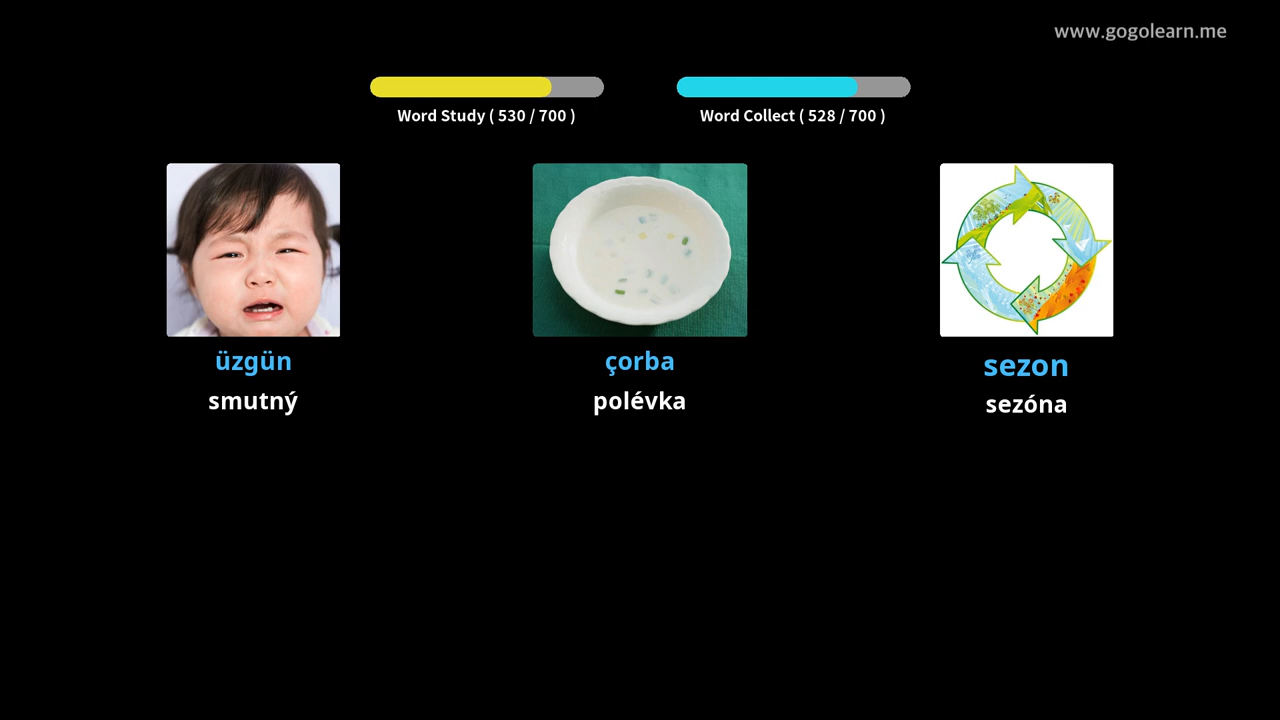 www.gogolearn.me
Word Study ( 530 / 700 )
Word Collect ( 528 / 700 )
üzgün
smutný
çorba
polévka
sezon
sezóna